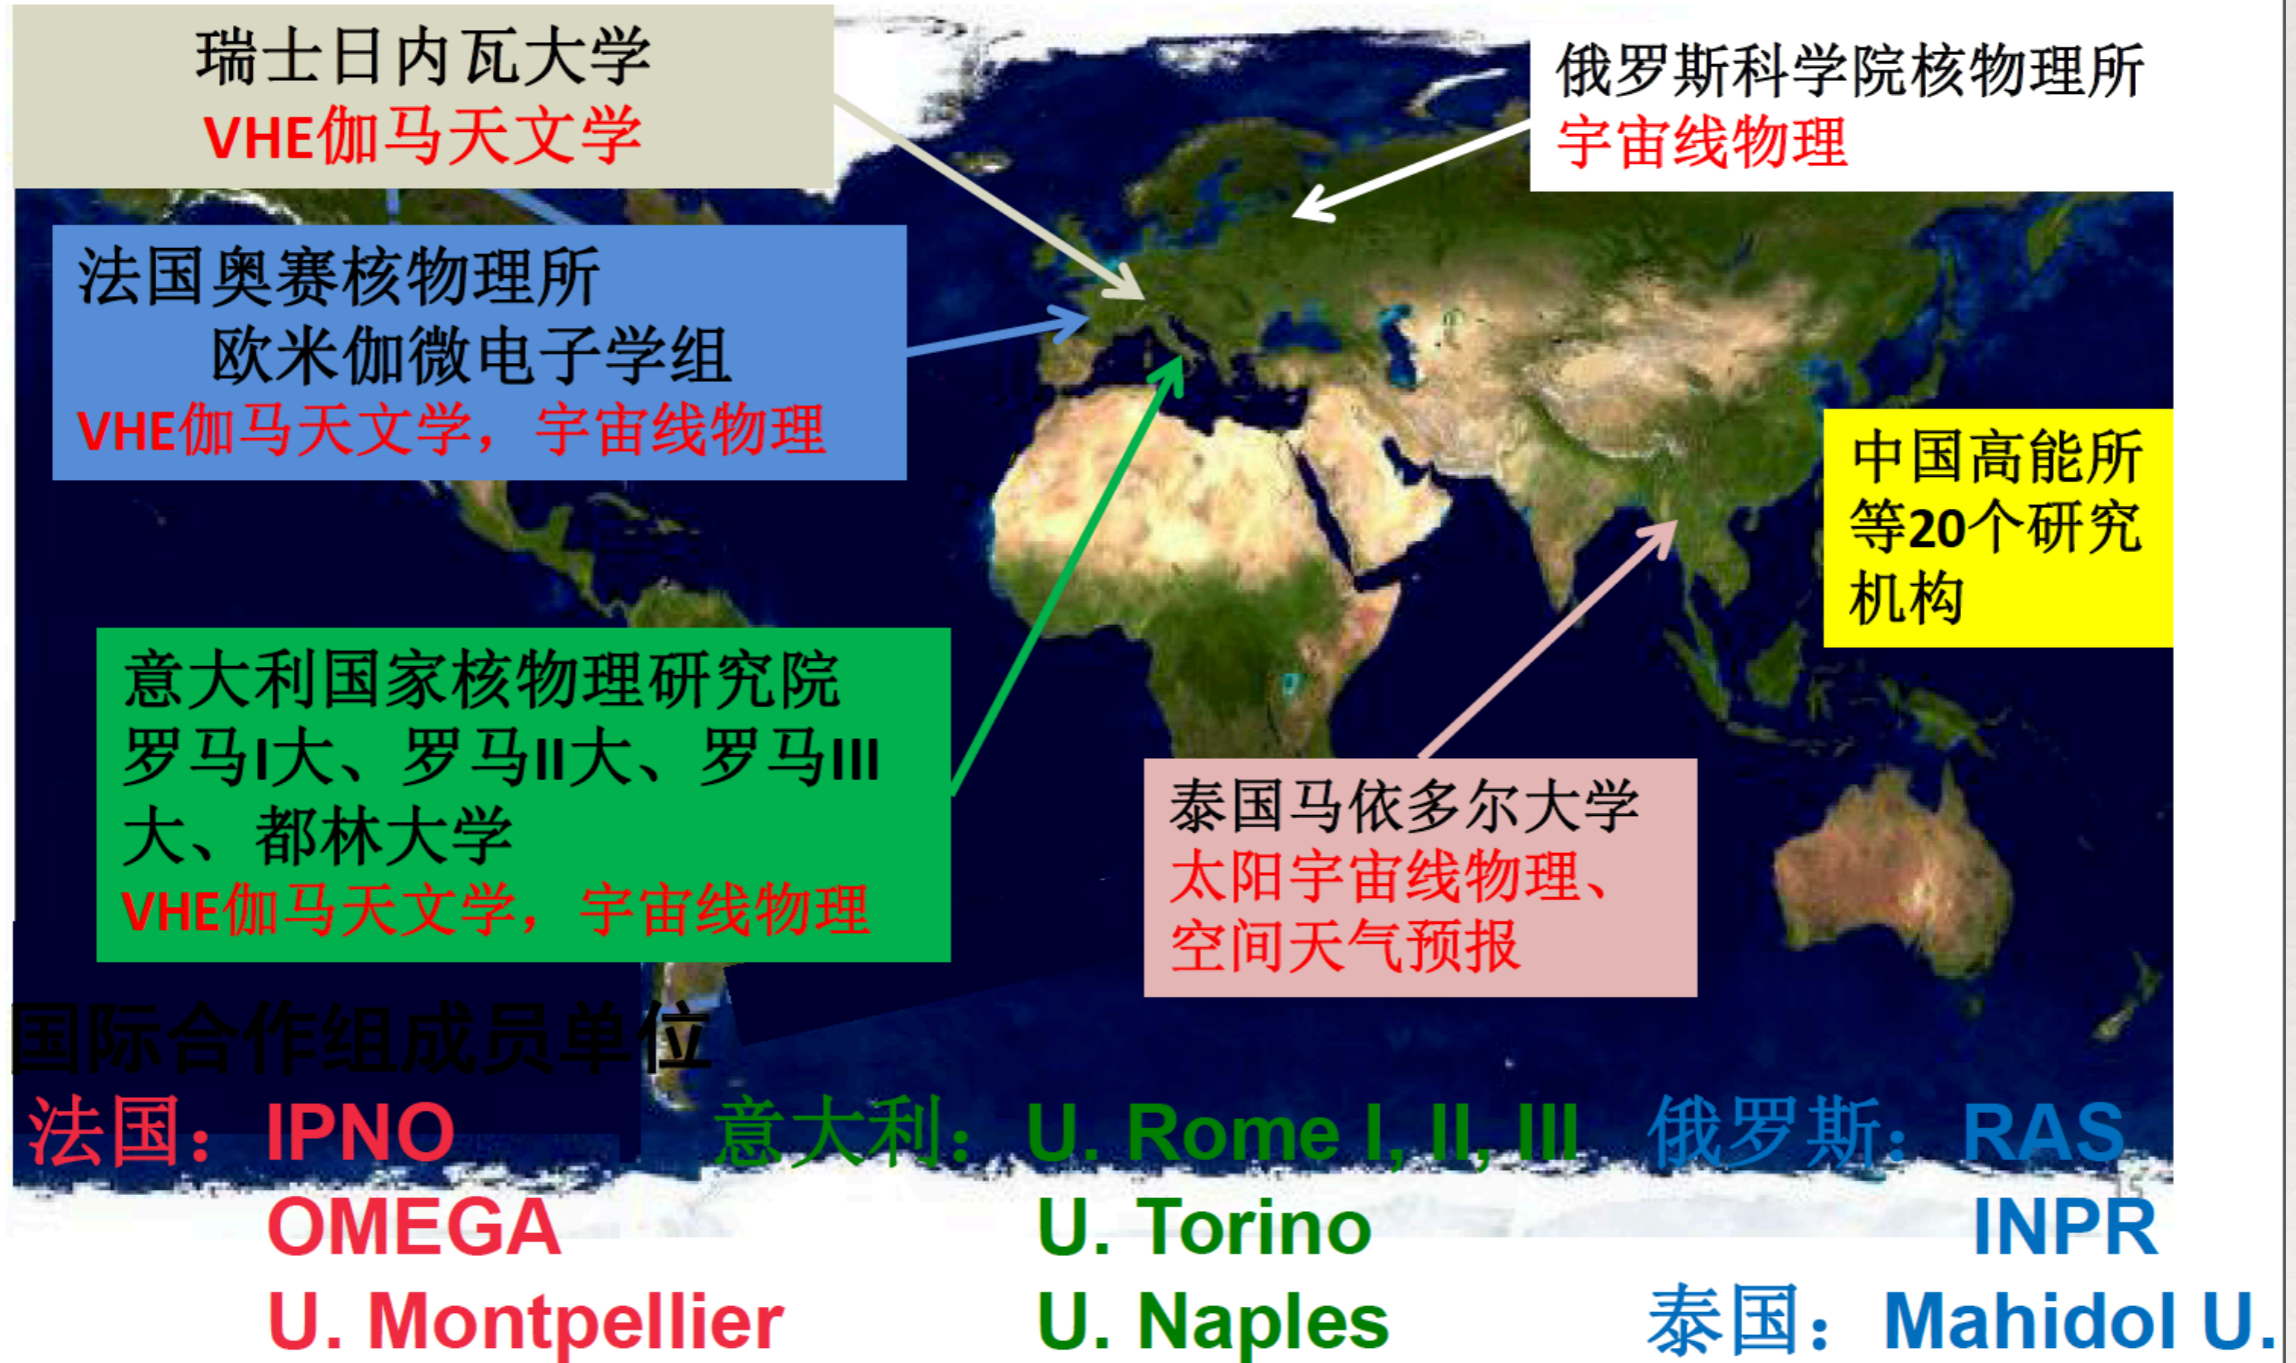 瑞士日内瓦大学
VHE伽马天文学
俄罗斯科学院核物理所
宇宙线物理
法国奥赛核物理所
欧米伽微电子学组
VHE伽马天文学，宇宙线物理
中国高能所
等20个研究
机构
意大利国家核物理研究院
罗马I大、罗马II大、罗马III
大、都林大学
VHE伽马天文学，宇宙线物理
泰国马依多尔大学
太阳宇宙线物理、
空间天气预报
国际合作组成员单位
法国：IPNO
OMEGA
U. Montpellier
意大利：U. Rome I, II, III
U. Torino
U. Naples
俄罗斯：RAS
INPR
泰国：Mahidol U.
15